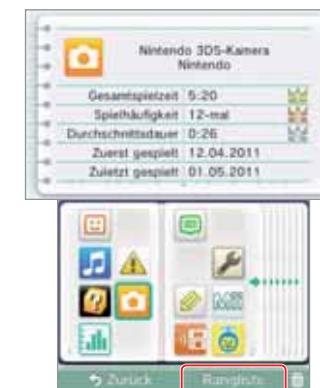 Nintendo 3DS-Kamera
Nintendo
Gesamtspielzeit 5:20
Spielhäufigkeit 12-mal
Durchschnittsdauer 0:26
Zuerst gespielt 12.04.2011
Zuletzt gespielt 01.05.2011
Zurück Rangliste